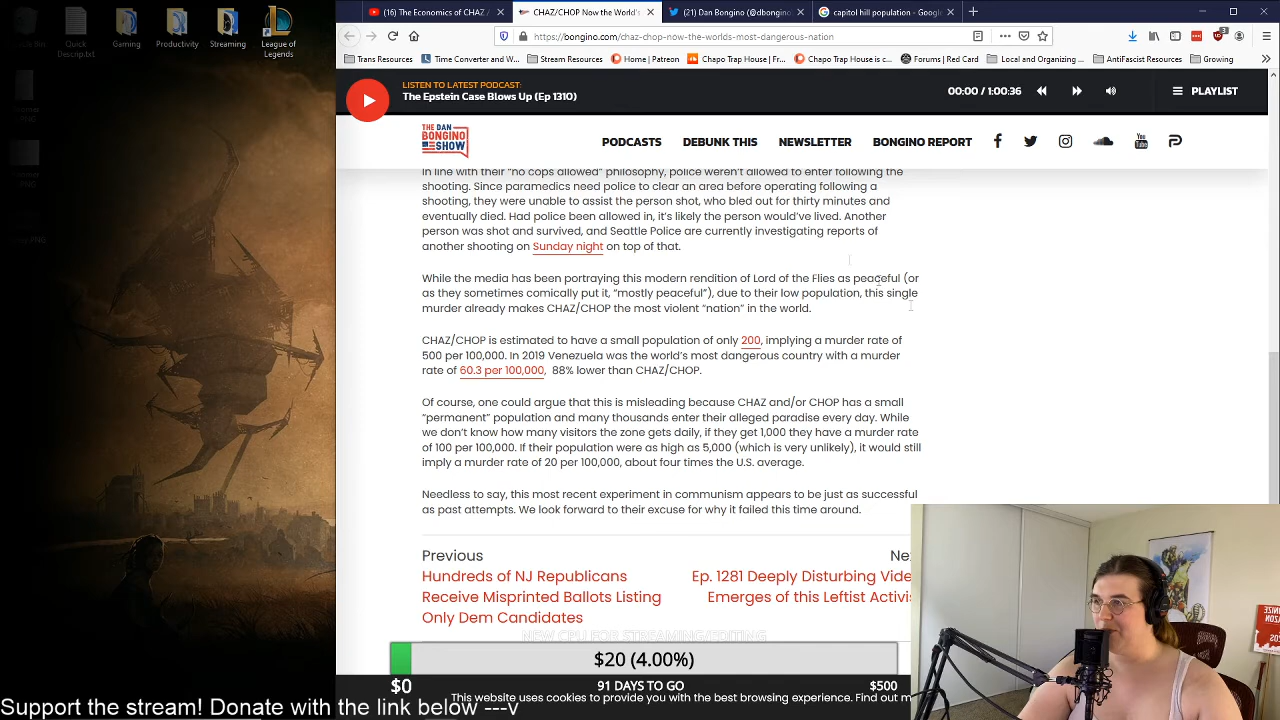 (16) The Economics of CHAZ /
CHAZ/CHOP Now the World's
(21) Dan Bongino (@dbongino)
capitol hill population - Google
https://bongino.com/chaz-chop-now-the-worlds-most-dangerous-nation
Trans Resources
Time Converter and W...
Stream Resources
Home | Patreon
Chapo Trap House | Fr...
Chapo Trap House is c...
Forums | Red Card
Local and Organizing ...
AntiFascist Resources
Growing
Quick
Descrip.txt
Gaming
Productivity
Streaming
League of
Legends
PNG
PNG
PNG
LISTEN TO LATEST PODCAST:
The Epstein Case Blows Up (Ep 1310)
00:00 / 1:00:36
PLAYLIST
THE DAN
BONGINO
SHOW
PODCASTS
DEBUNK THIS
NEWSLETTER
BONGINO REPORT
In line with their "no cops allowed" philosophy, police weren't allowed to enter following the
shooting. Since paramedics need police to clear an area before operating following a
shooting, they were unable to assist the person shot, who bled out for thirty minutes and
eventually died. Had police been allowed in, it's likely the person would've lived. Another
person was shot and survived, and Seattle Police are currently investigating reports of
another shooting on Sunday night on top of that.
While the media has been portraying this modern rendition of Lord of the Flies as peaceful (or
as they sometimes comically put it, "mostly peaceful"), due to their low population, this single
murder already makes CHAZ/CHOP the most violent "nation" in the world.
CHAZ/CHOP is estimated to have a small population of only 200, implying a murder rate of
500 per 100,000. In 2019 Venezuela was the world's most dangerous country with a murder
rate of 60.3 per 100,000, 88% lower than CHAZ/CHOP.
Of course, one could argue that this is misleading because CHAZ and/or CHOP has a small
"permanent" population and many thousands enter their alleged paradise every day. While
we don't know how many visitors the zone gets daily, if they get 1,000 they have a murder rate
of 100 per 100,000. If their population were as high as 5,000 (which is very unlikely), it would still
imply a murder rate of 20 per 100,000, about four times the U.S. average.
Needless to say, this most recent experiment in communism appears to be just as successful
as past attempts. We look forward to their excuse for why it failed this time around.
Previous
Hundreds of NJ Republicans
Receive Misprinted Ballots Listing
Only Dem Candidates
Ne
Ep. 1281 Deeply Disturbing Vide
Emerges of this Leftist Activis
NEW CPU FOR STREAMING/EDITING
$20 (4.00%)
$0
91 DAYS TO GO
$500
This website uses cookies to provide you with the best browsing experience. Find out m
Support the stream! Donate with the link below ---v